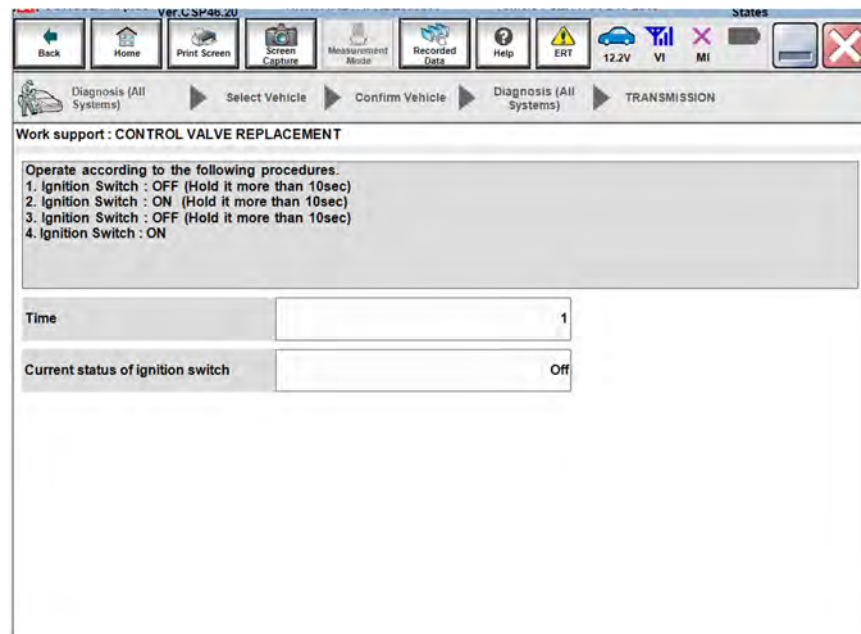 Ver.CSP46.20
States
Back
Home
Print Screen
Screen
Capture
Measurement
Mode
Recorded
Data
Help
ERT
12.2V
VI
MI
Diagnosis (All
Systems)
Select Vehicle
Confirm Vehicle
Diagnosis (All
Systems)
TRANSMISSION
Work support : CONTROL VALVE REPLACEMENT
Operate according to the following procedures.
1. Ignition Switch : OFF (Hold it more than 10sec)
2. Ignition Switch : ON (Hold it more than 10sec)
3. Ignition Switch : OFF (Hold it more than 10sec)
4. Ignition Switch : ON
Time
1
Current status of ignition switch
Off